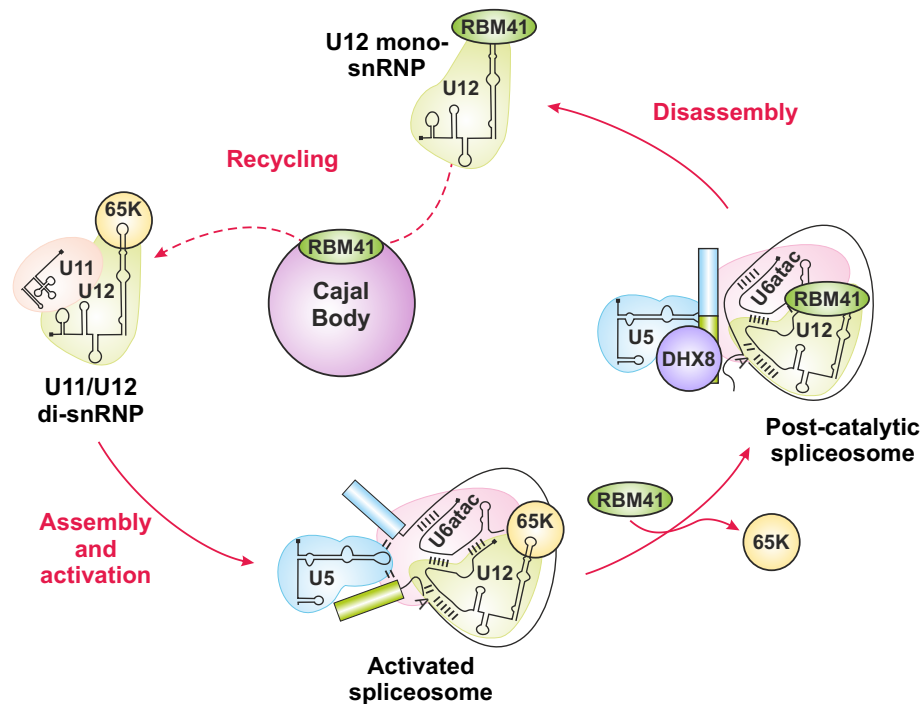 RBM41
U12 mono-
snRNP
U12
Disassembly
Recycling
65K
U11
U12
RBM41
Cajal
Body
U11/U12
di-snRNP
U6atac
RBM41
U5
U12
DHX8
A
Post-catalytic
spliceosome
Assembly
and
activation
U6atac
65K
U5
U12
A
RBM41
65K
Activated
spliceosome